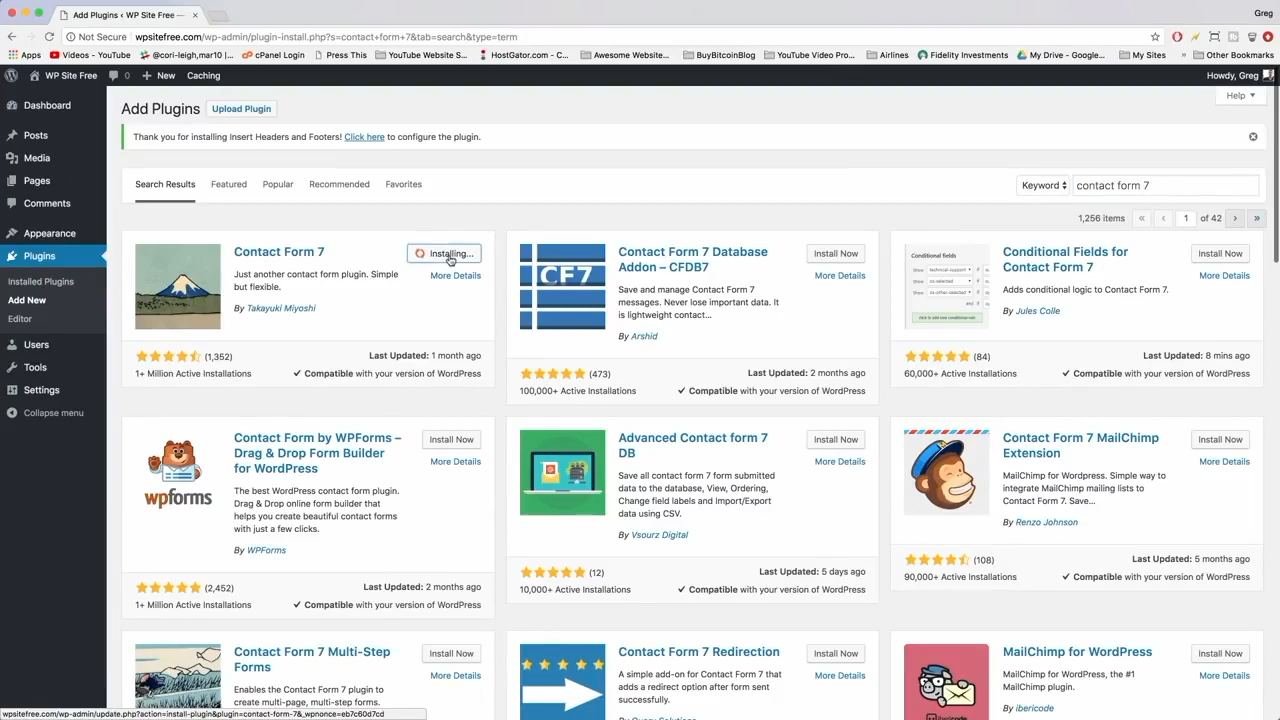 Add Plugins ‹ WP Site Free —
Greg
Not Secure
wpsitefree.com/wp-admin/plugin-install.php?s=contact+form+7&tab=search&type=term
Apps
Videos - YouTube
@cori-leigh,mar10 |...
cPanel Login
Press This
YouTube Website S...
HostGator.com - C...
Awesome Website...
BuyBitcoinBlog
YouTube Video Pro...
Airlines
Fidelity Investments
My Drive - Google...
My Sites
»
Other Bookmarks
WP Site Free
0
New
Caching
Howdy, Greg
Dashboard
Posts
Media
Pages
Comments
Appearance
Plugins
Installed Plugins
Add New
Editor
Users
Tools
Settings
Collapse menu
Add Plugins
Upload Plugin
Help
Thank you for installing Insert Headers and Footers! Click here to configure the plugin.
Search Results
Featured
Popular
Recommended
Favorites
Keyword
contact form 7
1,256 items
«
‹
1
of 42
›
»
Contact Form 7
Installing...
More Details
Just another contact form plugin. Simple
but flexible.
By Takayuki Miyoshi
(1,352)
Last Updated: 1 month ago
1+ Million Active Installations
✓ Compatible with your version of WordPress
CF7
Contact Form 7 Database
Addon – CFDB7
Install Now
More Details
Save and manage Contact Form 7
messages. Never lose important data. It
is lightweight contact...
By Arshid
(473)
Last Updated: 2 months ago
100,000+ Active Installations
✓ Compatible with your version of WordPress
Conditional fields
Conditional Fields for
Contact Form 7
Install Now
More Details
Adds conditional logic to Contact Form 7.
By Jules Colle
(84)
Last Updated: 8 mins ago
60,000+ Active Installations
✓ Compatible with your version of WordPress
wpforms
Contact Form by WPForms –
Drag & Drop Form Builder
for WordPress
Install Now
More Details
The best WordPress contact form plugin.
Drag & Drop online form builder that
helps you create beautiful contact forms
with just a few clicks.
By WPForms
(2,452)
Last Updated: 2 months ago
1+ Million Active Installations
✓ Compatible with your version of WordPress
Advanced Contact form 7
DB
Install Now
More Details
Save all contact form 7 form submitted
data to the database, View, Ordering,
Change field labels and Import/Export
data using CSV.
By Vsourz Digital
(12)
Last Updated: 5 days ago
10,000+ Active Installations
✓ Compatible with your version of WordPress
Contact Form 7 MailChimp
Extension
Install Now
More Details
MailChimp for Wordpress. Simple way to
integrate MailChimp mailing lists to
Contact Form 7. Save...
By Renzo Johnson
(108)
Last Updated: 5 months ago
90,000+ Active Installations
✓ Compatible with your version of WordPress
Contact Form 7 Multi-Step
Forms
Install Now
More Details
Enables the Contact Form 7 plugin to
create multi-page, multi-step forms.
Contact Form 7 Redirection
Install Now
More Details
A simple add-on for Contact Form 7 that
adds a redirect option after form sent
successfully.
MailChimp for WordPress
Install Now
More Details
MailChimp for WordPress, the #1
MailChimp plugin.
By ibericode
wpsitefree.com/wp-admin/update.php?action=install-plugin&plugin=contact-form-7&_wpnonce=eb7c60d7cd